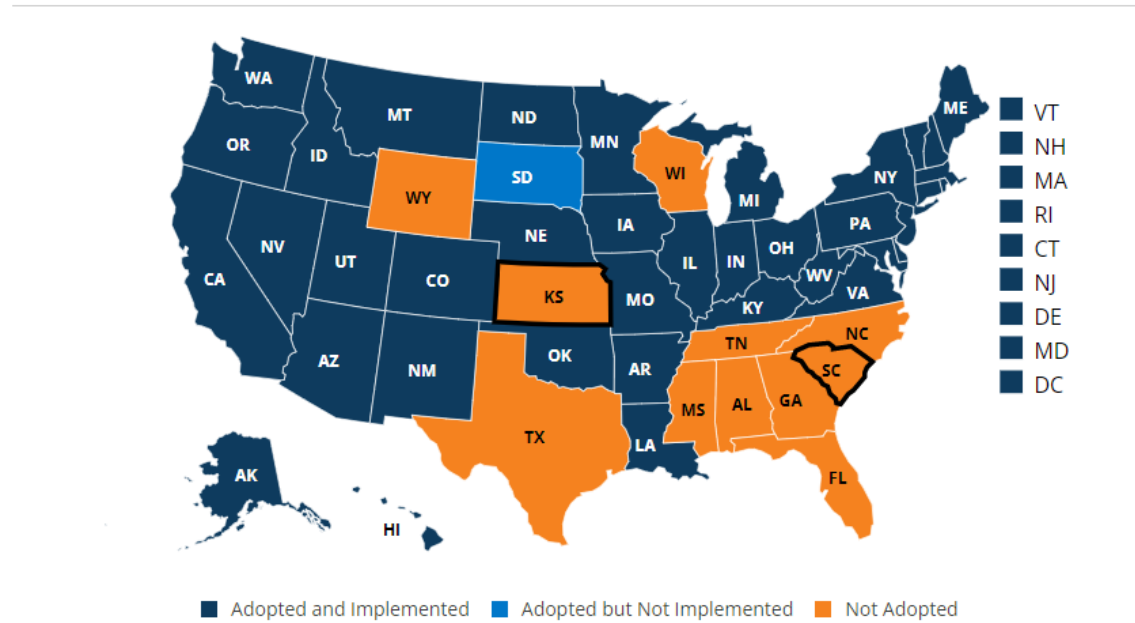 WA
MT
ND
MN
ME
VT
OR
ID
SD
WI
NH
WY
MI
NY
MA
IA
PA
RI
NE
OH
NV
UT
CO
IL
IN
WV
CT
CA
KS
MO
KY
VA
NJ
DE
AZ
NM
OK
AR
TN
NC
MD
SC
DC
MS
AL
GA
TX
LA
AK
FL
HI
Adopted and Implemented
Adopted but Not Implemented
Not Adopted